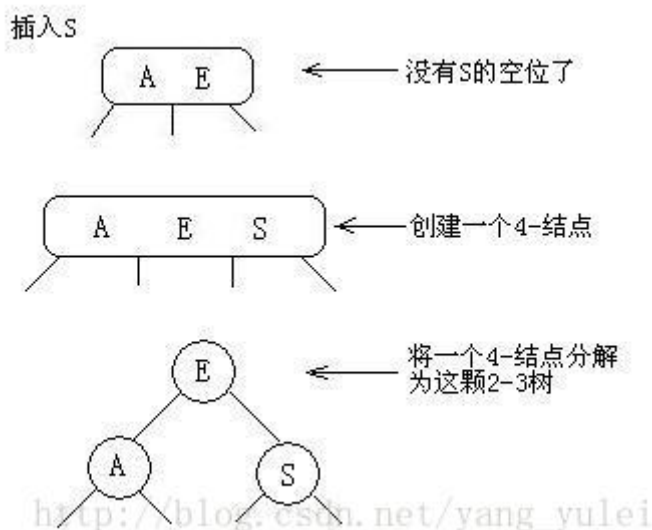 插入S
A E
没有S的空位了
A E S
创建一个4-结点
E
将一个4-结点分解
为这颗2-3树
A
S
http://blog.csdn.net/yang_yulei